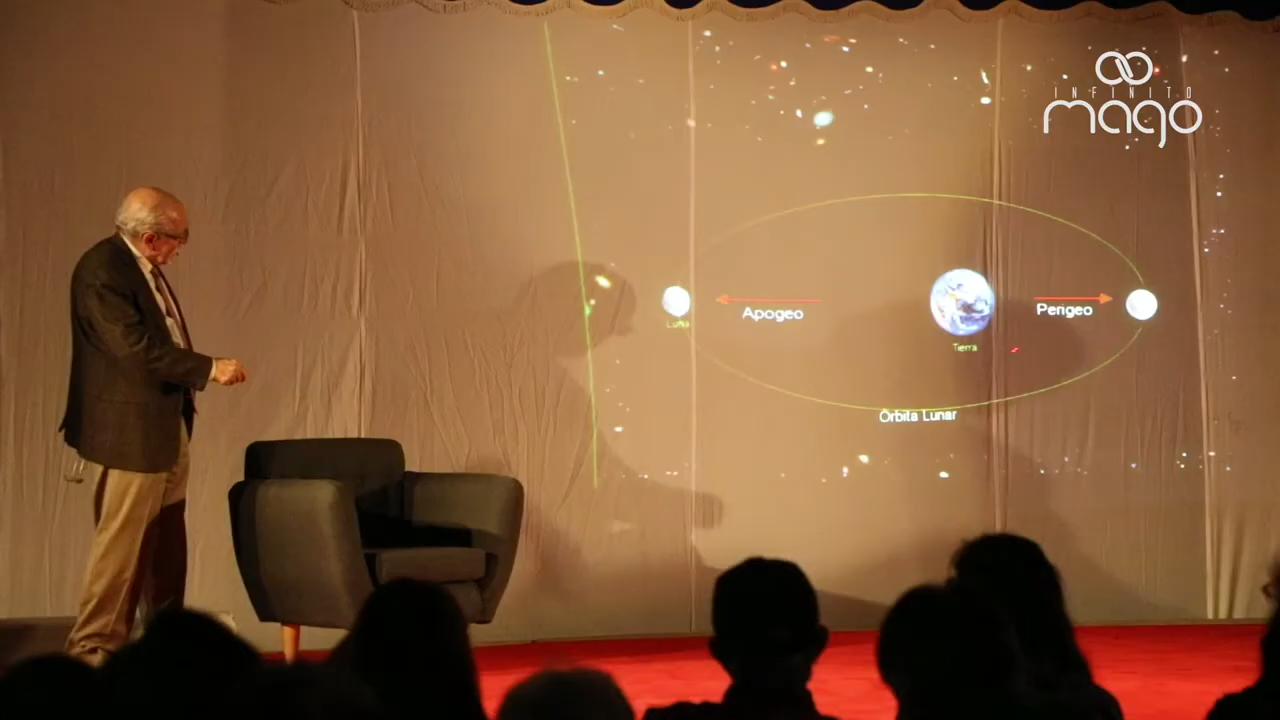 INFINITO
mago
Apogeo
Perigeo
Luna
Tierra
Órbita Lunar